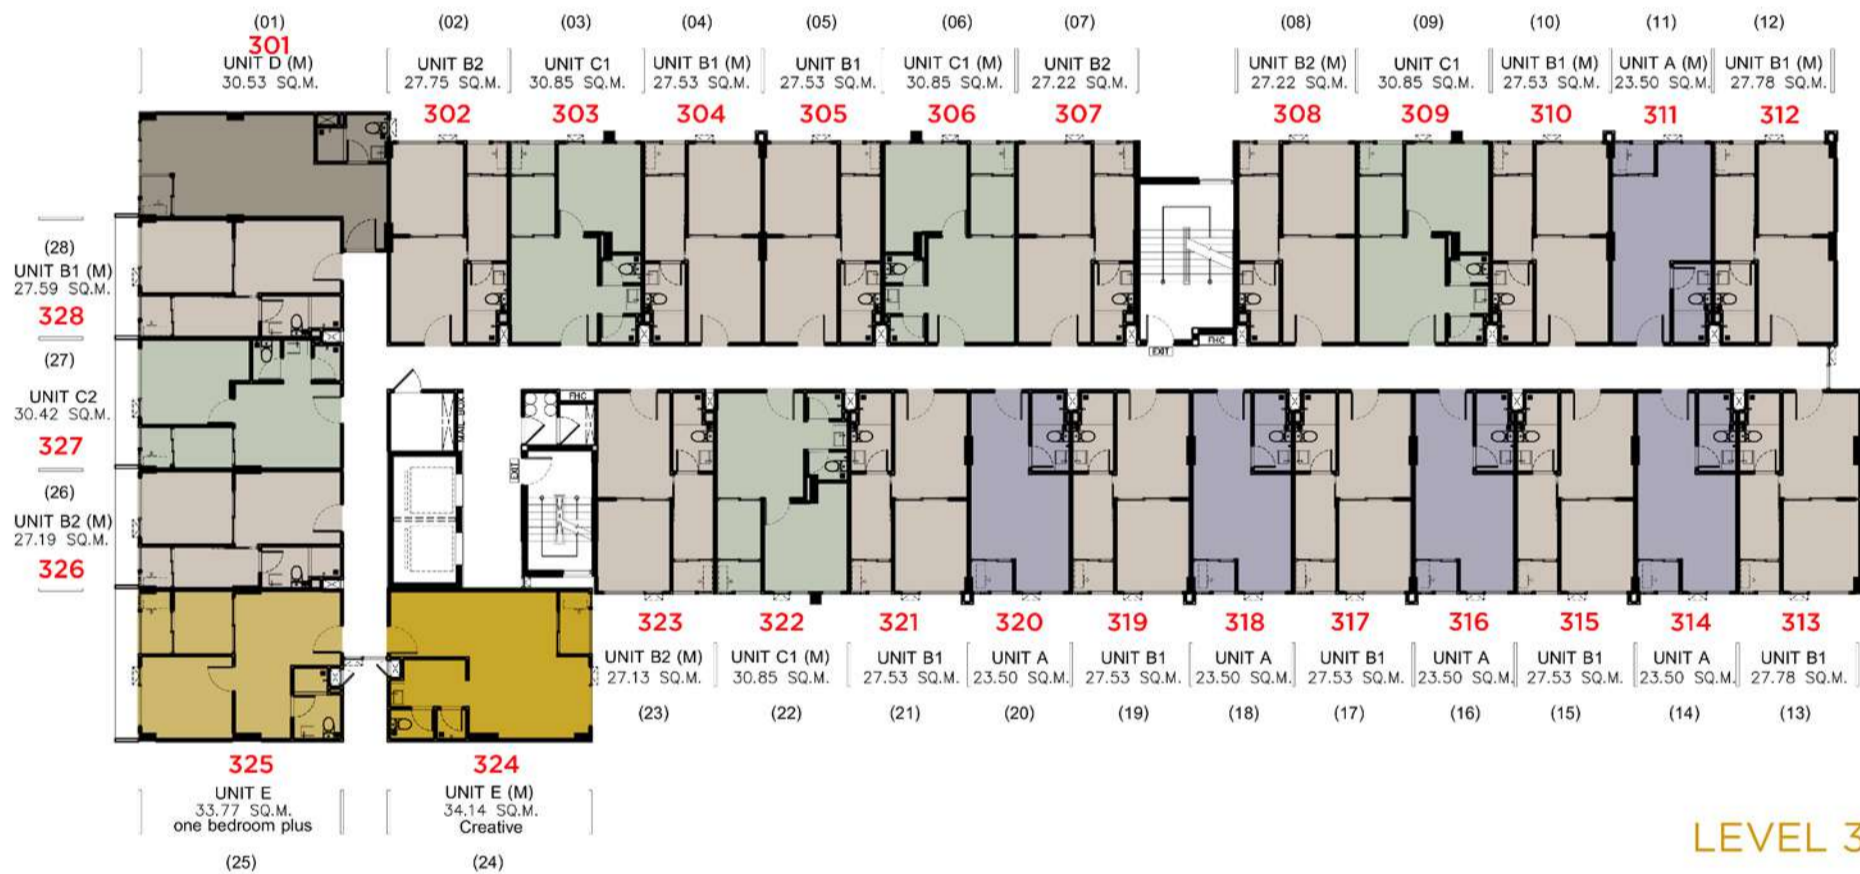 (01)
301
UNIT D (M)
30.53 SQ.M.
(02)
UNIT B2
27.75 SQ.M.
302
(03)
UNIT C1
30.85 SQ.M.
303
(04)
UNIT B1 (M)
27.53 SQ.M.
304
(05)
UNIT B1
27.53 SQ.M.
305
(06)
UNIT C1 (M)
30.85 SQ.M.
306
(07)
UNIT B2
27.22 SQ.M.
307
(08)
UNIT B2 (M)
27.22 SQ.M.
308
(09)
UNIT C1
30.85 SQ.M.
309
(10)
UNIT B1 (M)
27.53 SQ.M.
310
(11)
UNIT A (M)
23.50 SQ.M.
311
(12)
UNIT B1 (M)
27.78 SQ.M.
312
(28)
UNIT B1 (M)
27.59 SQ.M.
328
(27)
UNIT C2
30.42 SQ.M.
327
(26)
UNIT B2 (M)
27.19 SQ.M.
326
EXIT
FHC
MAIL BOX
FHC
EXIT
323
UNIT B2 (M)
27.13 SQ.M.
(23)
322
UNIT C1 (M)
30.85 SQ.M.
(22)
321
UNIT B1
27.53 SQ.M.
(21)
320
UNIT A
23.50 SQ.M.
(20)
319
UNIT B1
27.53 SQ.M.
(19)
318
UNIT A
23.50 SQ.M.
(18)
317
UNIT B1
27.53 SQ.M.
(17)
316
UNIT A
23.50 SQ.M.
(16)
315
UNIT B1
27.53 SQ.M.
(15)
314
UNIT A
23.50 SQ.M.
(14)
313
UNIT B1
27.78 SQ.M.
(13)
325
UNIT E
33.77 SQ.M.
one bedroom plus
(25)
324
UNIT E (M)
34.14 SQ.M.
Creative
(24)
LEVEL 3